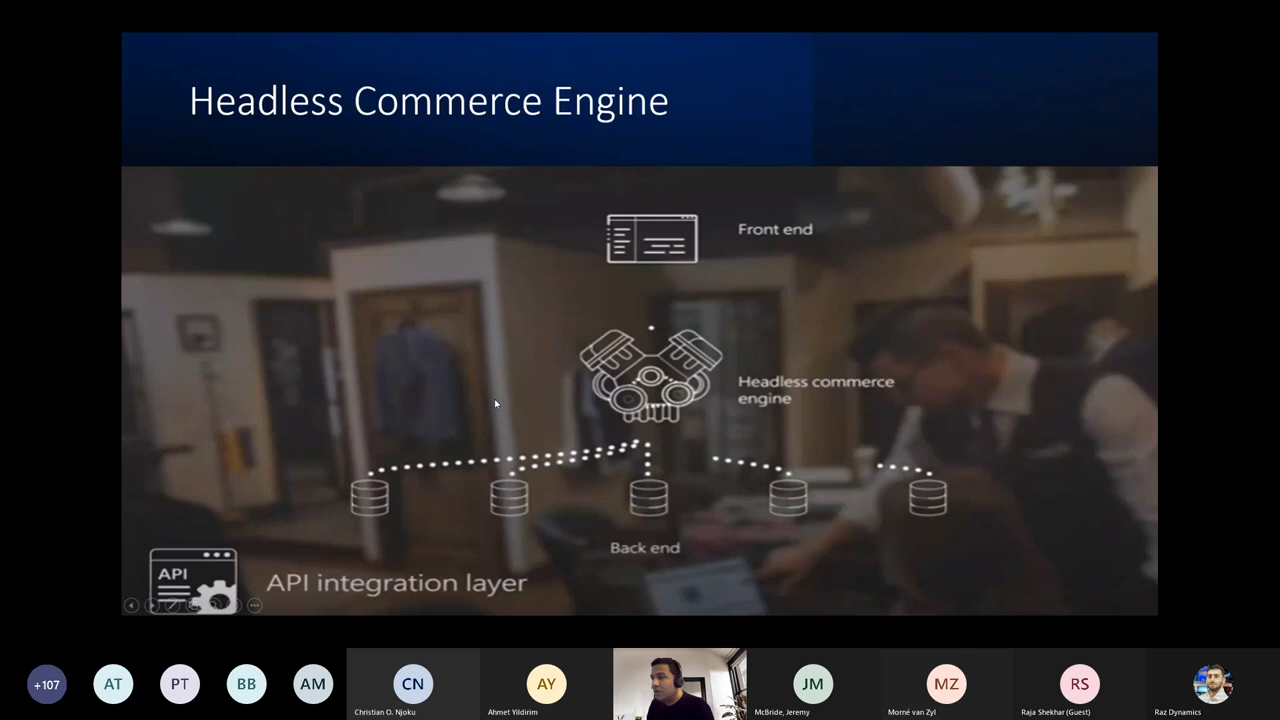 Headless Commerce Engine
Front end
Headless commerce
engine
Back end
API
API integration layer
+107
AT
PT
BB
AM
CN
Christian O. Njoku
AY
Ahmet Yildirim
JM
McBride, Jeremy
MZ
Morné van Zyl
RS
Raja Shekhar (Guest)
Raz Dynamics